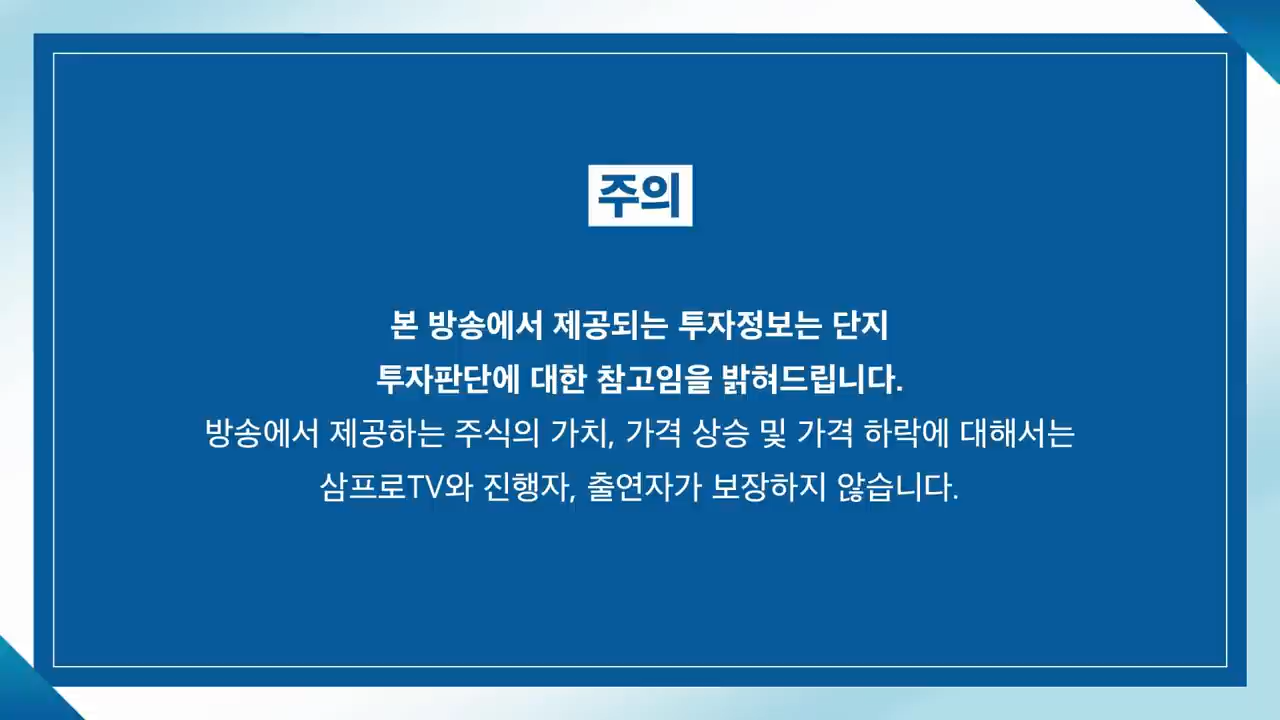 주의
본 방송에서 제공되는 투자정보는 단지
투자판단에 대한 참고임을 밝혀드립니다.
방송에서 제공하는 주식의 가치, 가격 상승 및 가격 하락에 대해서는
삼프로TV와 진행자, 출연자가 보장하지 않습니다.